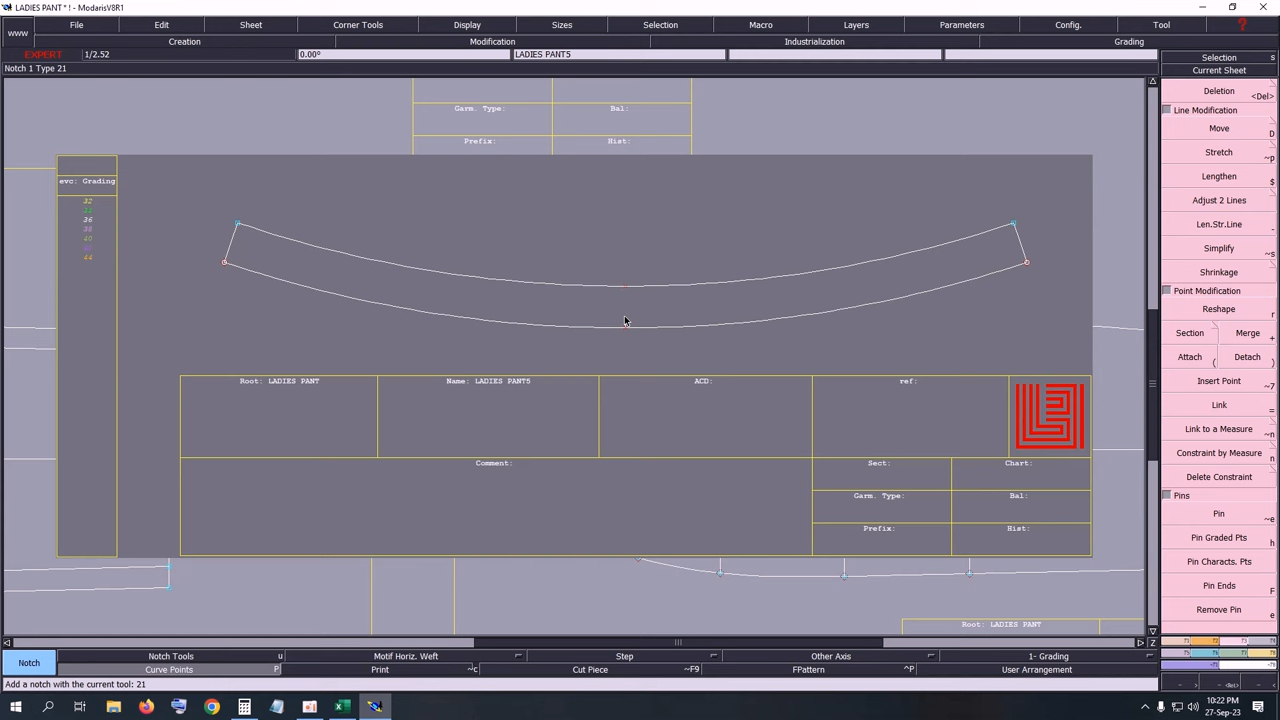 LADIES PANT * ! - ModarisV8R1
www
File Edit Sheet Corner Tools Display Sizes Selection Macro Layers Parameters Config. Tool ?
Creation Modification Industrialization Grading
EXPERT 1/2.52 0.00º LADIES PANT5
Notch 1 Type 21
Selection s
Current Sheet
Deletion <Del>
Line Modification
Move D
Stretch ~p
Lengthen $
Adjust 2 Lines
Len.Str.Line -
Simplify ~s
Shrinkage
Point Modification
Reshape r
Section Merge +
Attach ( Detach
Insert Point ~7
Link =
Link to a Measure ~n
Constraint by Measure n
Delete Constraint
Pins
Pin ~e
Pin Graded Pts h
Pin Characts. Pts
Pin Ends F
Remove Pin e
Garm. Type: Bal:
Prefix: Hist:
evc: Grading
32
36
38
40
44
Root: LADIES PANT Name: LADIES PANT5 ACD: ref:
Comment: Sect: Chart:
Garm. Type: Bal:
Prefix: Hist:
Root: LADIES PANT
Z
Notch
Notch Tools u Motif Horiz. Weft Step Other Axis 1- Grading
Curve Points P Print ~c Cut Piece ~F9 FPattern ^P User Arrangement
Add a notch with the current tool: 21
10:22 PM
27-Sep-23